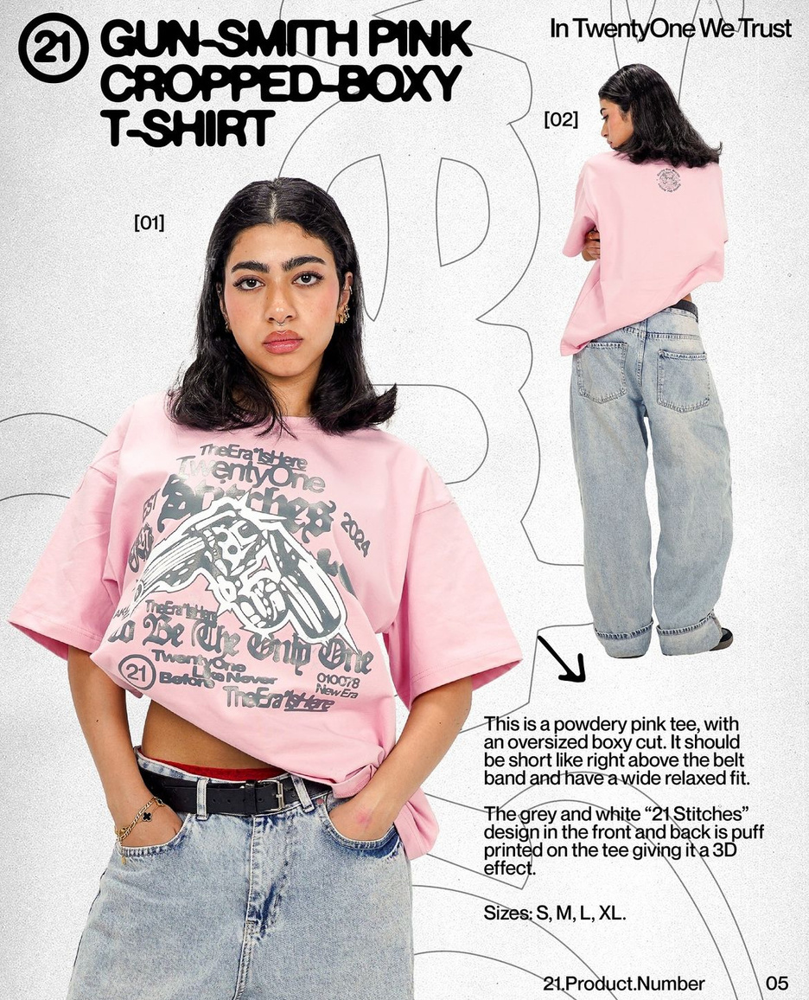 21
GUN-SMITH PINK
CROPPED-BOXY
T-SHIRT
In TwentyOne We Trust
[02]
[01]
TheEra'IsHere
TwentyOne
EST
Stitches
2024
TheEra'IsHere
To Be The Only One
TwentyOne
Like Never
Before
21
010078
New Era
TheEra'IsHere
This is a powdery pink tee, with
an oversized boxy cut. It should
be short like right above the belt
band and have a wide relaxed fit.
The grey and white “21 Stitches”
design in the front and back is puff
printed on the tee giving it a 3D
effect.
Sizes: S, M, L, XL.
21.Product.Number
05